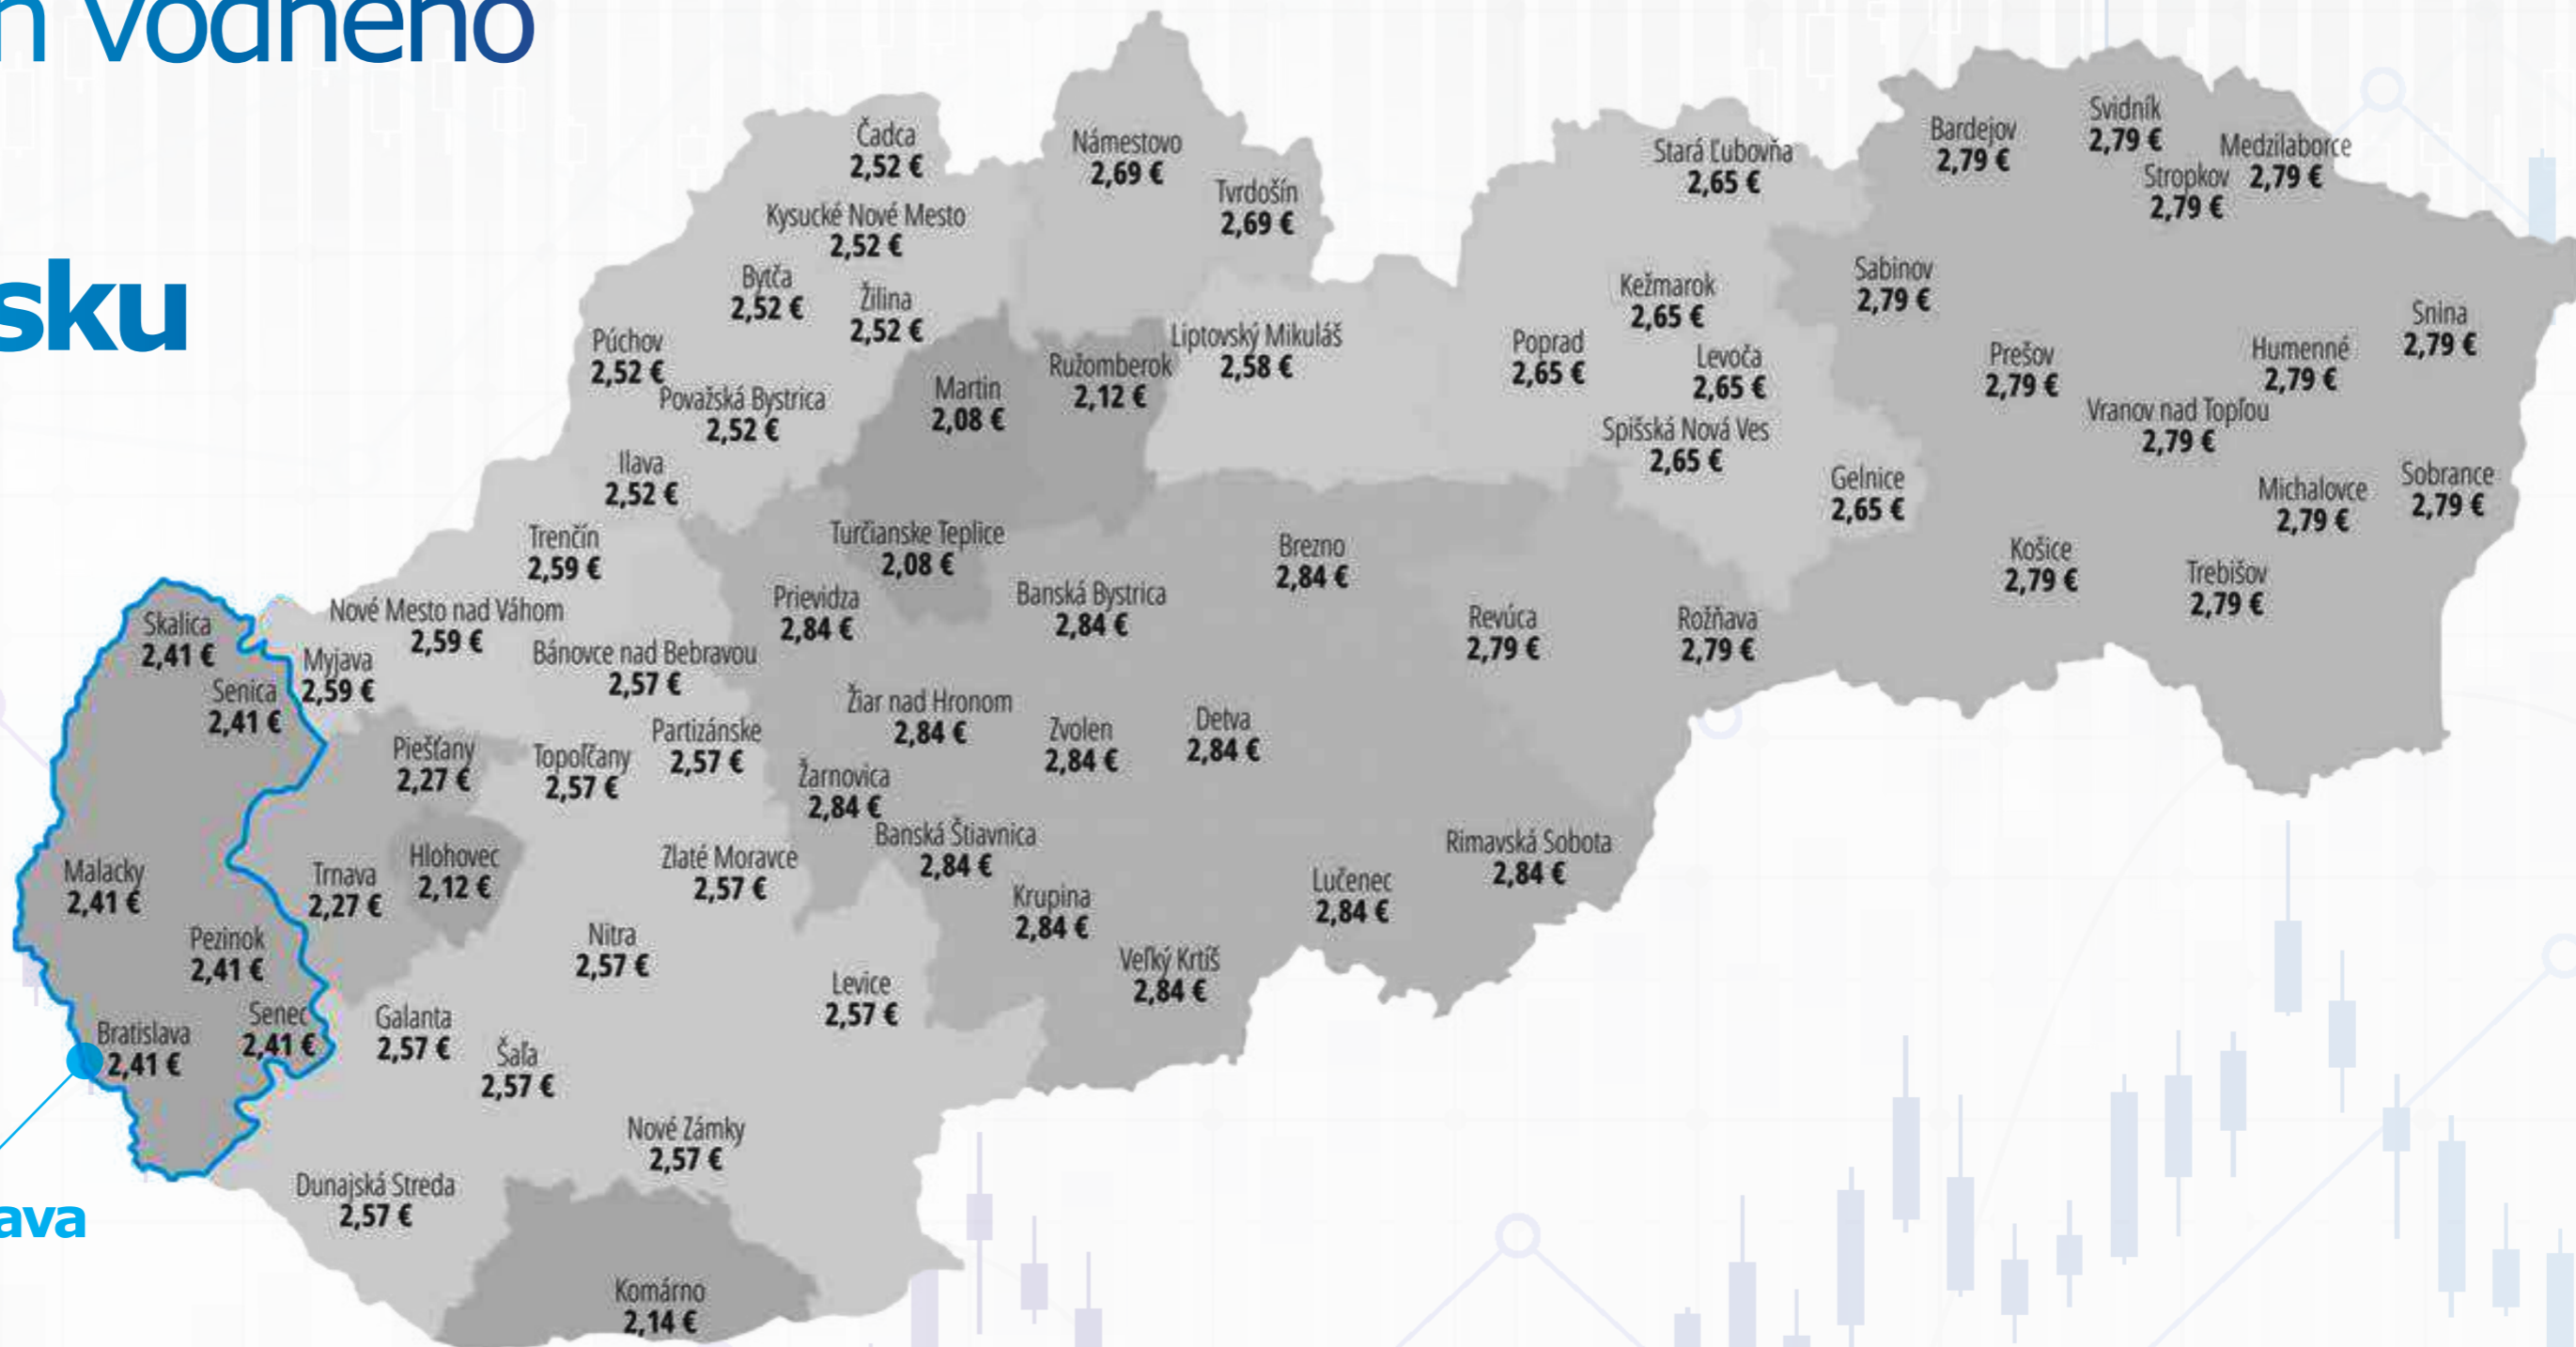 n vodného
sku
Čadca
2,52 €
Námestovo
2,69 €
Tvrdošín
2,69 €
Stará Ľubovňa
2,65 €
Bardejov
2,79 €
Svidník
2,79 €
Medzilaborce
2,79 €
Stropkov
2,79 €
Kysucké Nové Mesto
2,52 €
Bytča
2,52 €
Žilina
2,52 €
Púchov
2,52 €
Považská Bystrica
2,52 €
Ilava
2,52 €
Martin
2,08 €
Ružomberok
2,12 €
Liptovský Mikuláš
2,58 €
Poprad
2,65 €
Kežmarok
2,65 €
Levoča
2,65 €
Spišská Nová Ves
2,65 €
Gelnice
2,65 €
Sabinov
2,79 €
Prešov
2,79 €
Humenné
2,79 €
Snina
2,79 €
Vranov nad Topľou
2,79 €
Michalovce
2,79 €
Sobrance
2,79 €
Košice
2,79 €
Trebišov
2,79 €
Trenčín
2,59 €
Turčianske Teplice
2,08 €
Brezno
2,84 €
Prievidza
2,84 €
Banská Bystrica
2,84 €
Revúca
2,79 €
Rožňava
2,79 €
Skalica
2,41 €
Senica
2,41 €
Myjava
2,59 €
Nové Mesto nad Váhom
2,59 €
Bánovce nad Bebravou
2,57 €
Žiar nad Hronom
2,84 €
Zvolen
2,84 €
Detva
2,84 €
Piešťany
2,27 €
Topoľčany
2,57 €
Partizánske
2,57 €
Žarnovica
2,84 €
Banská Štiavnica
2,84 €
Malacky
2,41 €
Trnava
2,27 €
Hlohovec
2,12 €
Zlaté Moravce
2,57 €
Krupina
2,84 €
Lučenec
2,84 €
Rimavská Sobota
2,84 €
Pezinok
2,41 €
Nitra
2,57 €
Levice
2,57 €
Veľký Krtíš
2,84 €
Bratislava
2,41 €
Senec
2,41 €
Galanta
2,57 €
Šaľa
2,57 €
Nové Zámky
2,57 €
Dunajská Streda
2,57 €
ava
Komárno
2,14 €